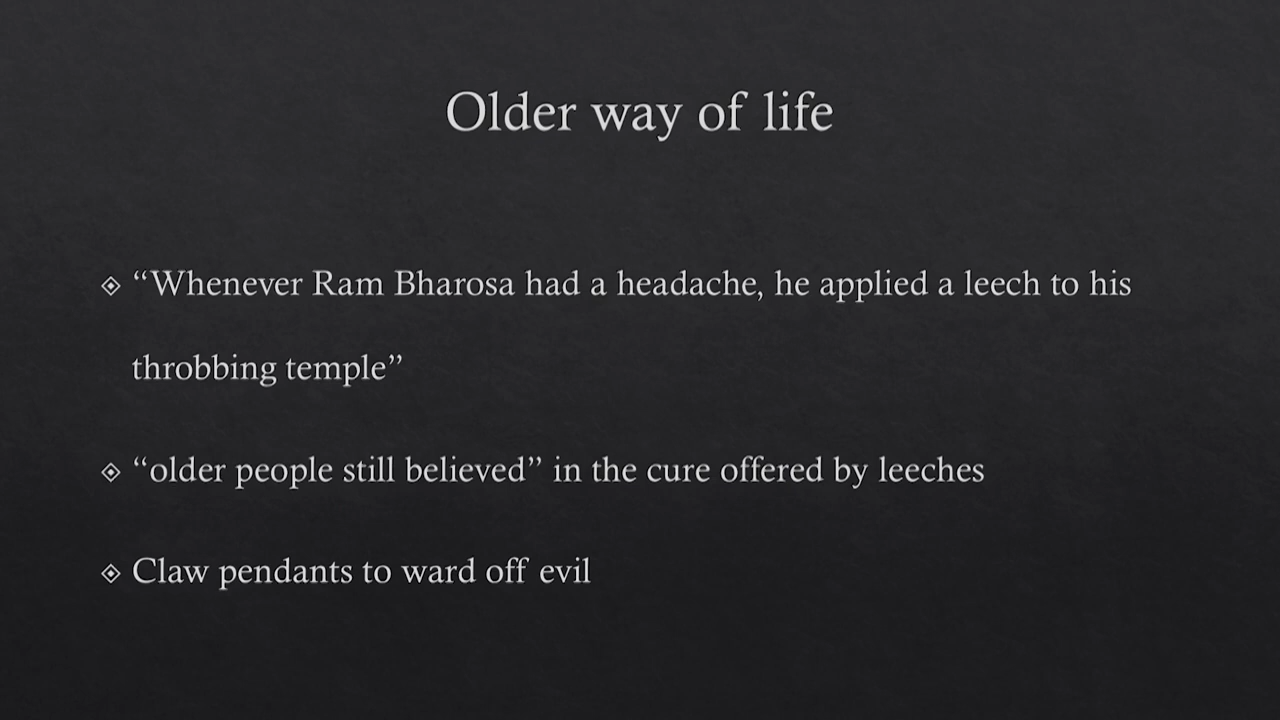 Older way of life
“Whenever Ram Bharosa had a headache, he applied a leech to his
throbbing temple”
“older people still believed” in the cure offered by leeches
Claw pendants to ward off evil